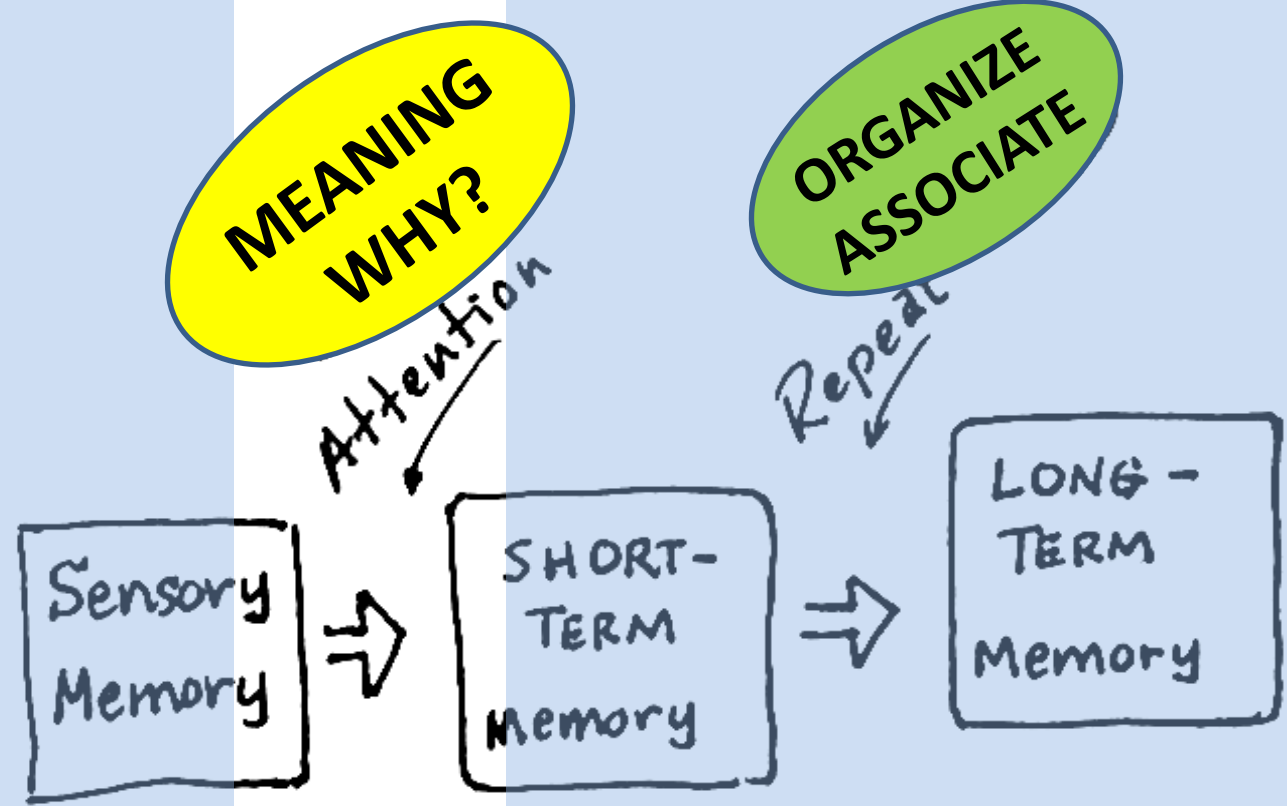 MEANING
WHY?
ORGANIZE
ASSOCIATE
Attention
Repeat
Sensory
Memory
SHORT-
TERM
Memory
LONG-
TERM
Memory